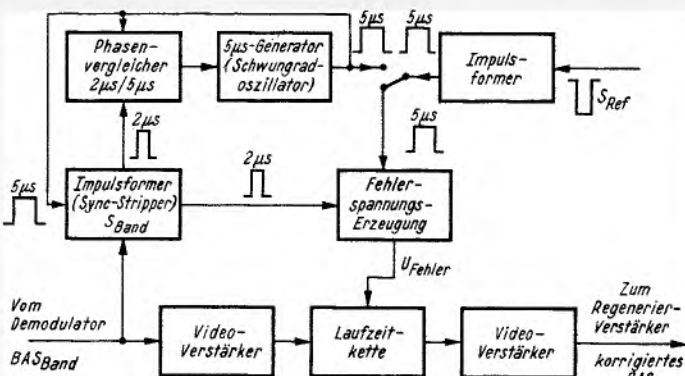 5µs
5µs
Phasen-
vergleicher
2µs/5µs
5µs-Generator
(Schwungrad-
oszillator)
Impuls-
former
S_Ref
2µs
5µs
5µs
Impulsformer
(Sync-Stripper)
S_Band
2µs
Fehler-
spannungs-
Erzeugung
U_Fehler
Vom
Demodulator
BAS_Band
Video-
Verstärker
Laufzeit-
kette
Video-
Verstärker
Zum
Regenerier-
Verstärker
korrigiertes